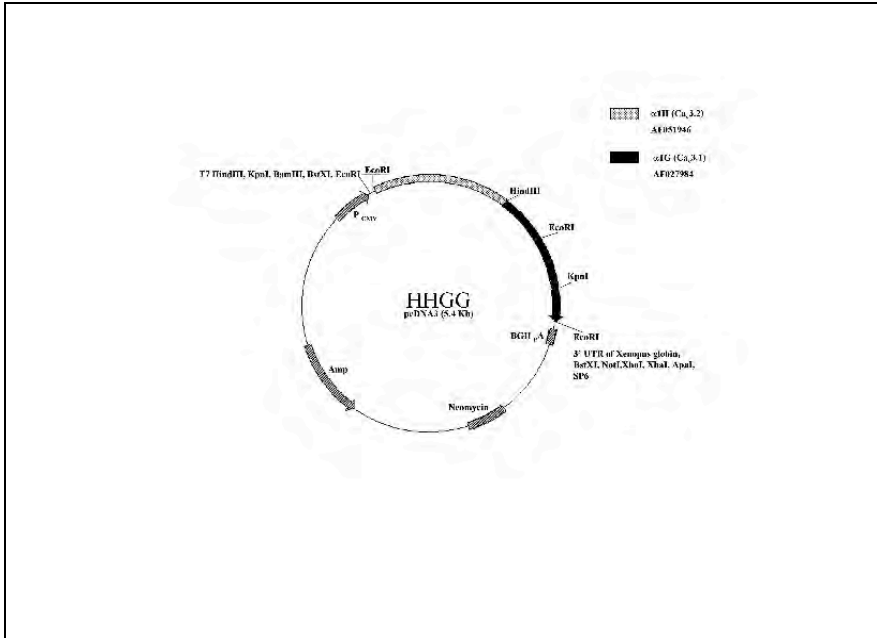 α1H (Caᵥ3.2)
AF051946
α1G (Caᵥ3.1)
AF027984
EcoRI
T7 HindIII, KpnI, BamHI, BstXI, EcoRI
HindIII
P CMV
EcoRI
KpnI
HHGG
pcDNA3 (5.4 Kb)
BGH pA
EcoRI
3' UTR of Xenopus globin,
BstXI, NotI,XhoI, XbaI, ApaI,
SP6
Amp
Neomycin